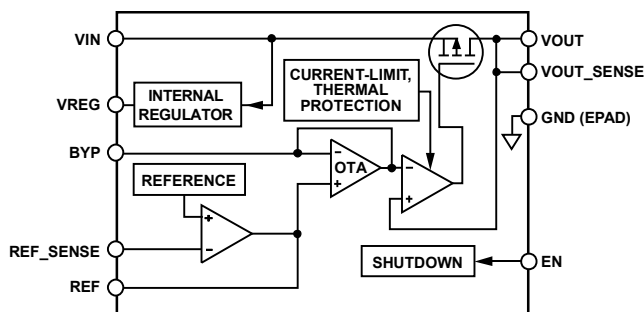 VIN
VOUT
VOUT_SENSE
CURRENT-LIMIT,
THERMAL
PROTECTION
INTERNAL
REGULATOR
VREG
GND (EPAD)
BYP
−
OTA
+
−
+
REFERENCE
+
−
REF_SENSE
REF
SHUTDOWN
EN